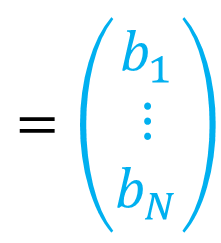 b₁
= ⋮
b_N